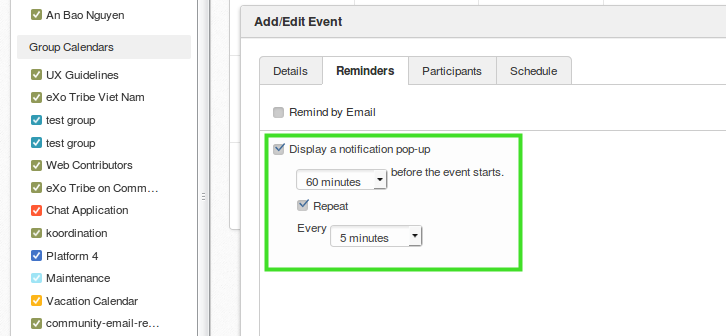 An Bao Nguyen
Group Calendars
UX Guidelines
eXo Tribe Viet Nam
test group
test group
Web Contributors
eXo Tribe on Comm...
Chat Application
koordination
Platform 4
Maintenance
Vacation Calendar
community-email-re...
Add/Edit Event
Details Reminders Participants Schedule
Remind by Email
Display a notification pop-up
60 minutes before the event starts.
Repeat
Every 5 minutes